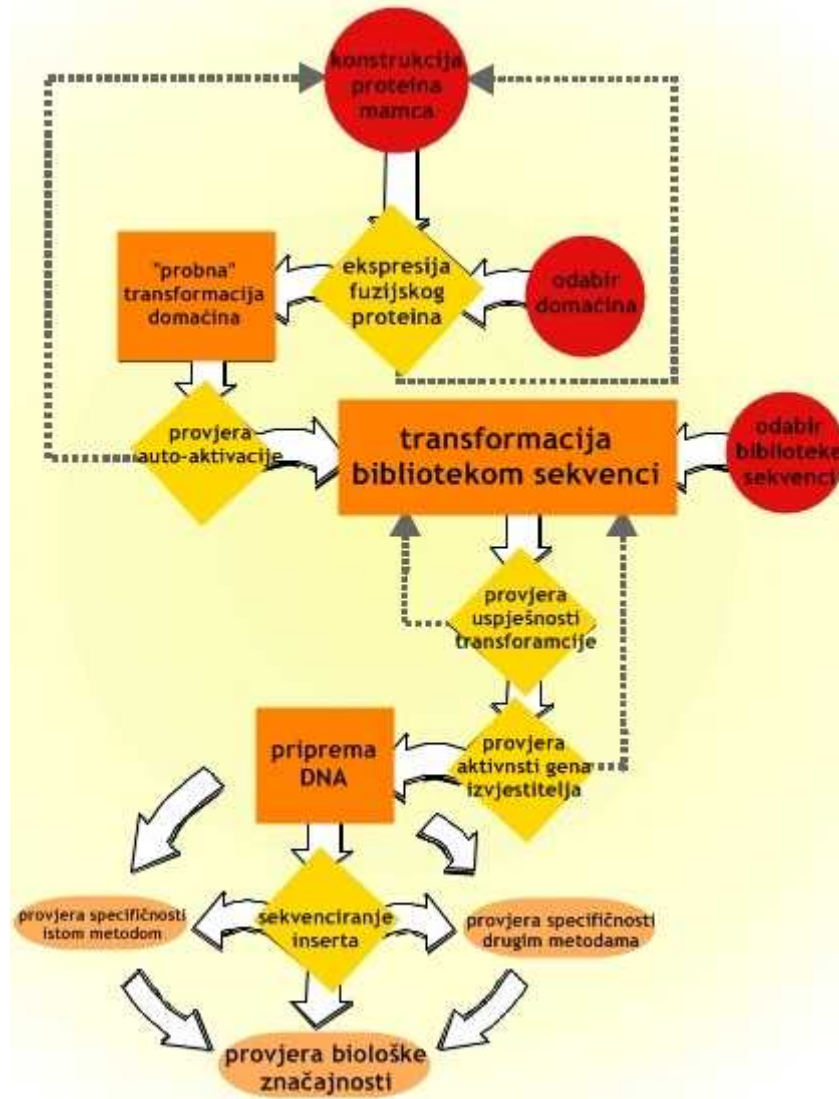 konstrukcija
proteina
mamca
"probna"
transformacija
domaćina
ekspresija
fuzijskog
proteina
odabir
domaćina
provjera
auto-aktivacije
transformacija
bibliotekom sekvenci
odabir
biblioteke
sekvenci
provjera
uspješnosti
transforamcije
priprema
DNA
provjera
aktivnsti gena
izvjestitelja
provjera specifičnosti
istom metodom
sekvenciranje
inserta
provjera specifičnosti
drugim metodama
provjera biološke
značajnosti